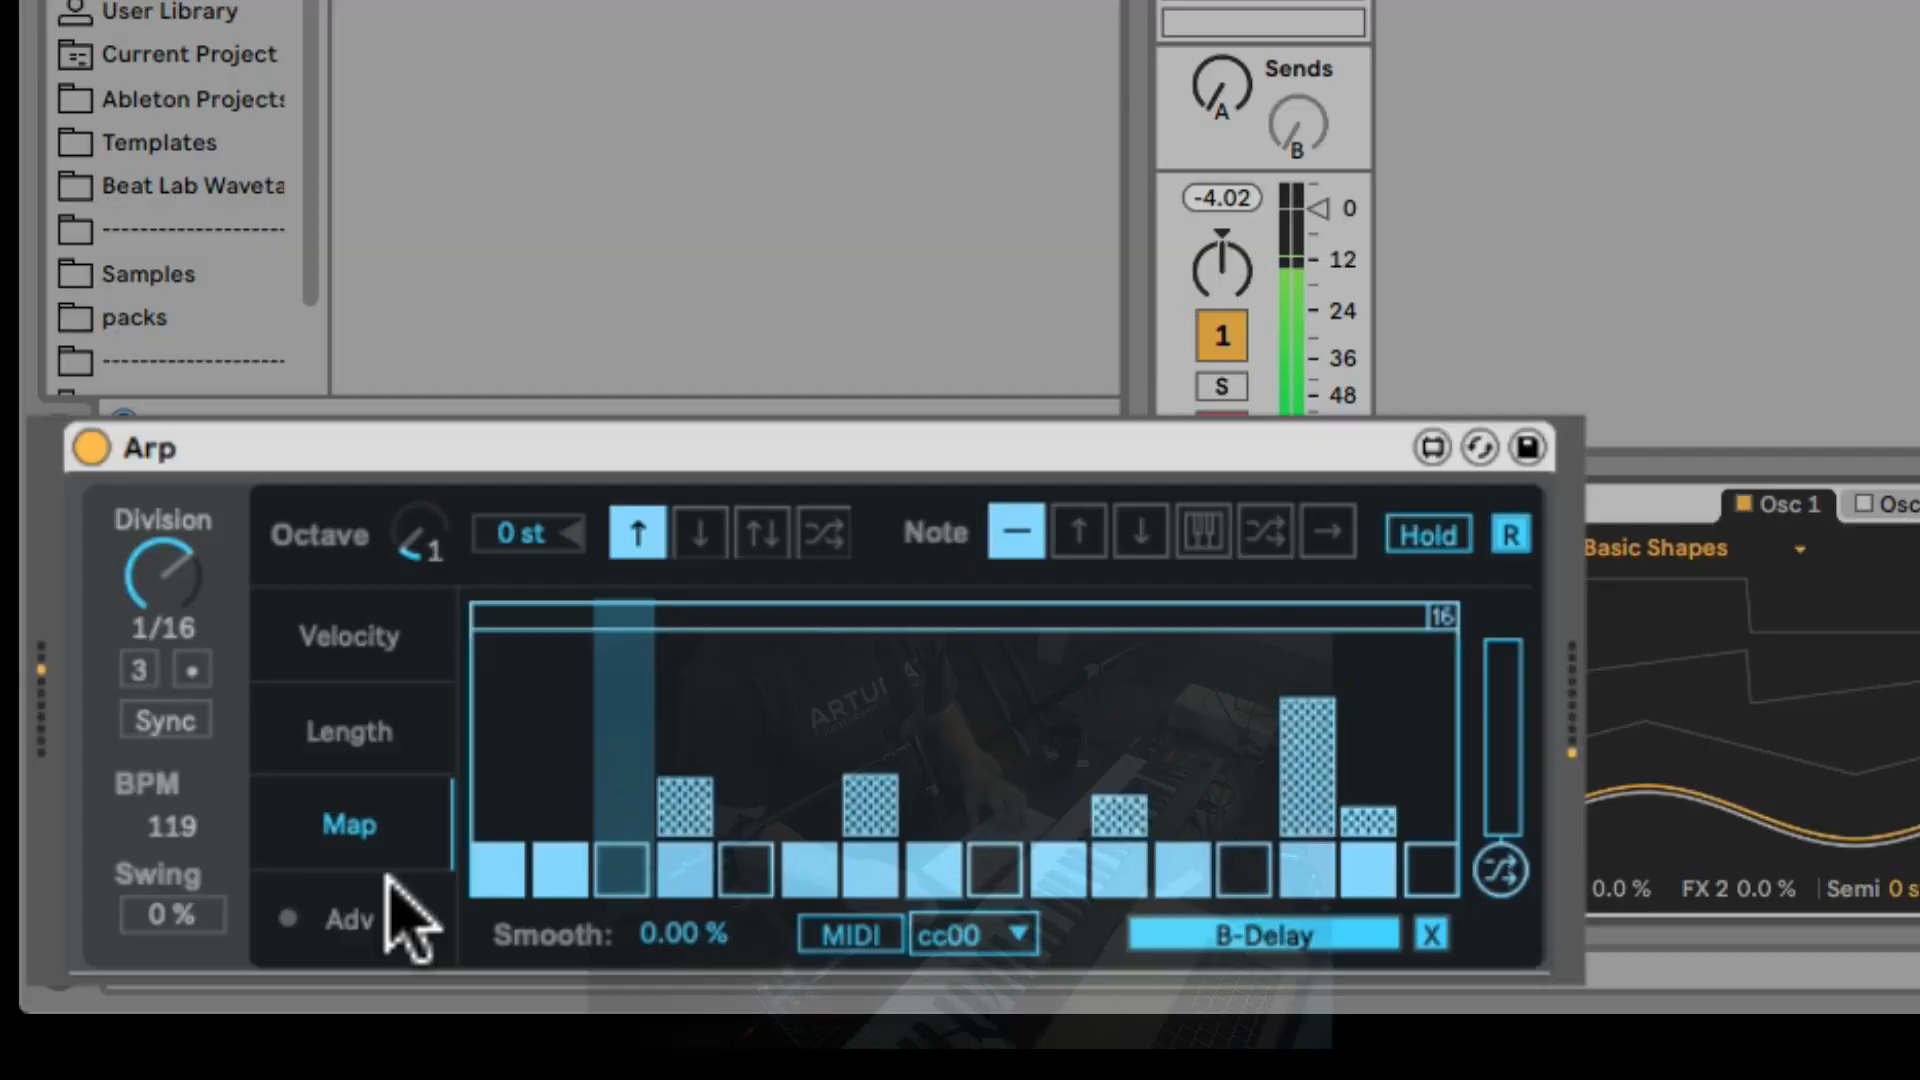 User Library
Current Project
Ableton Projects
Templates
Beat Lab Waveta
--------------------
Samples
packs
--------------------
Sends
A
B
-4.02
0
12
24
36
48
1
S
Arp
Division
1/16
3
Sync
BPM
119
Swing
0 %
Octave
1
0 st
Note
Hold
R
Velocity
Length
Map
Adv
16
ARTURIA
Smooth: 0.00 %
MIDI
cc00
B-Delay
X
Osc 1
Osc
Basic Shapes
0.0 %
FX 2 0.0 %
Semi 0 s